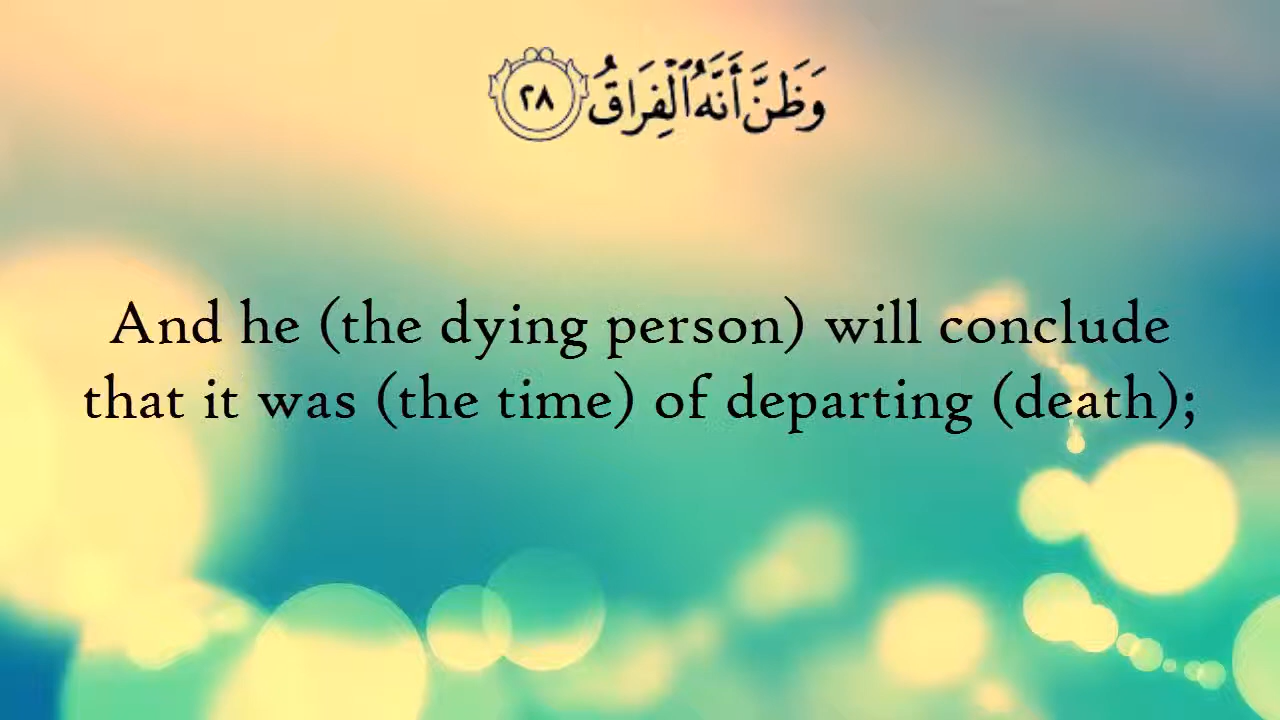 وَظَنَّ أَنَّهُ ٱلْفِرَاقُ ٢٨
And he (the dying person) will conclude
that it was (the time) of departing (death);